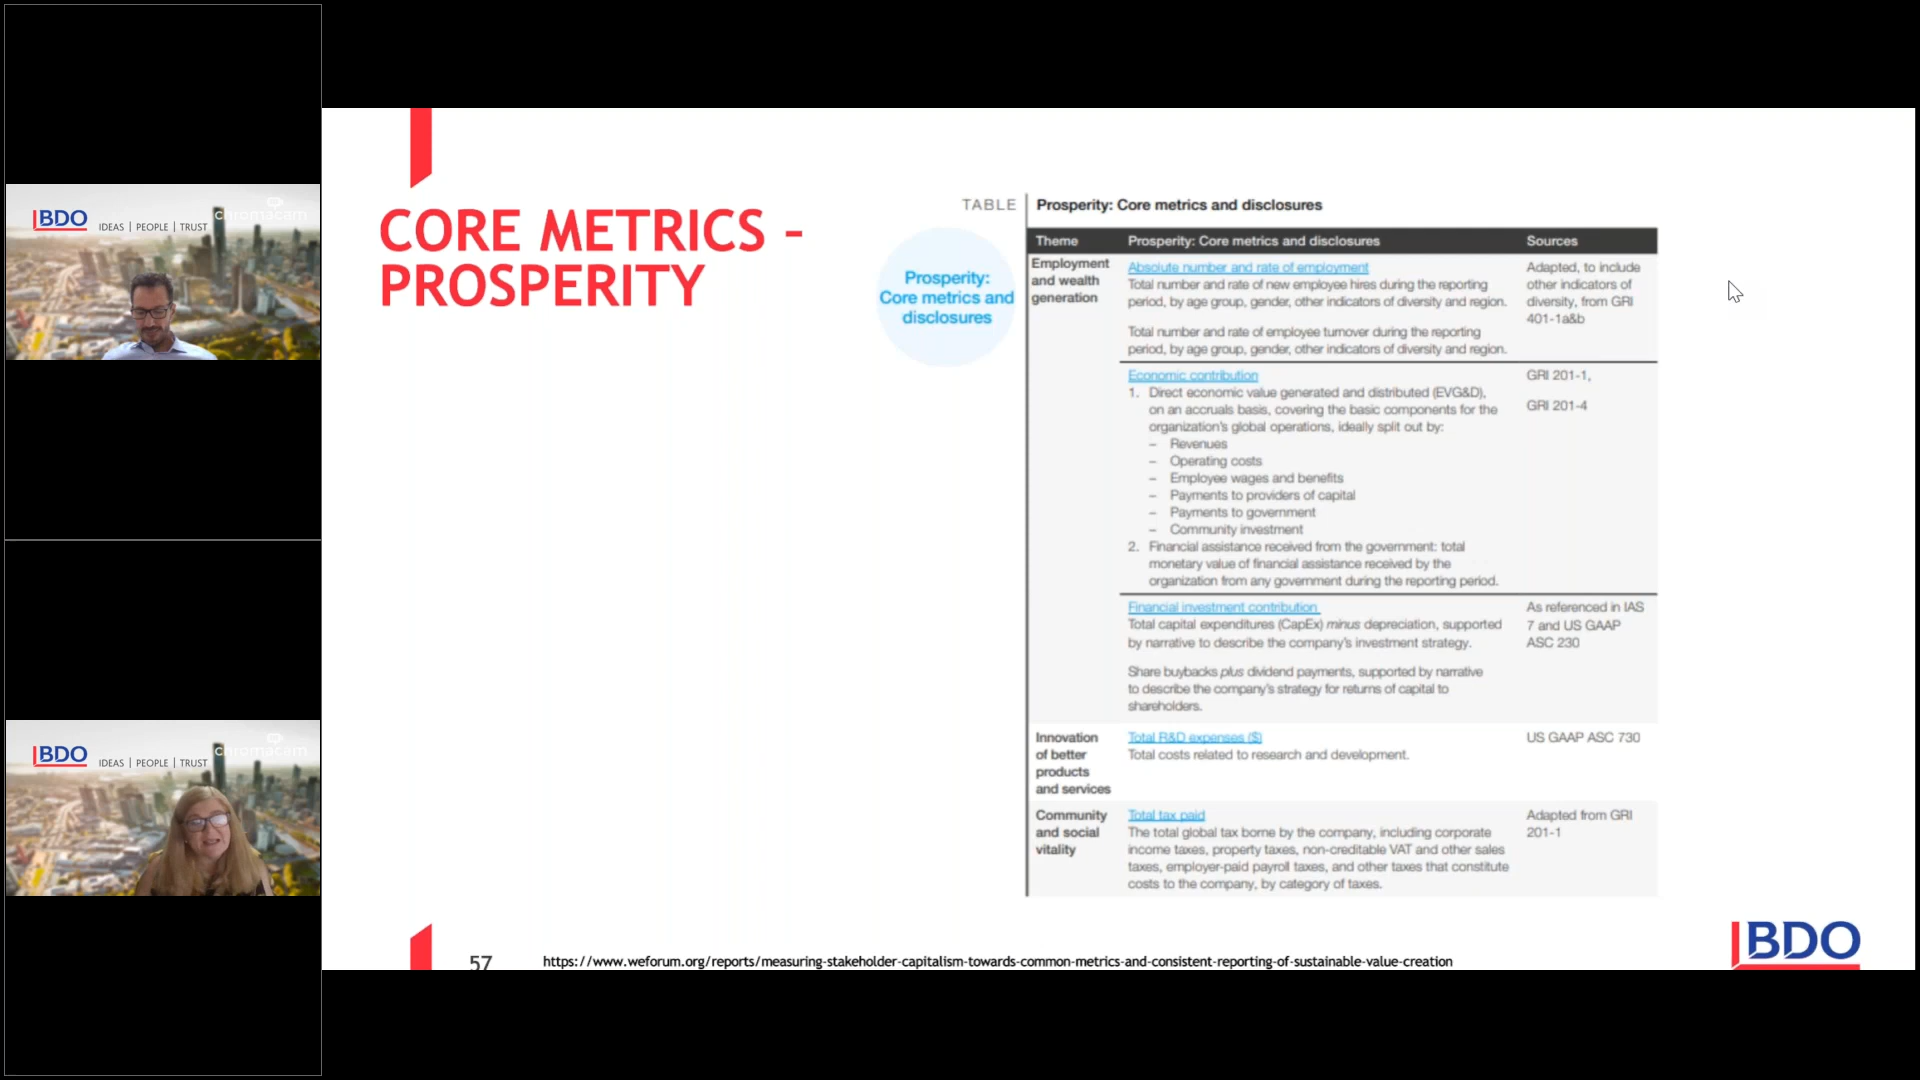 BDO
IDEAS | PEOPLE | TRUST
chromacam
BDO
IDEAS | PEOPLE | TRUST
chromacam
CORE METRICS -
PROSPERITY
Prosperity:
Core metrics and
disclosures
TABLE
Prosperity: Core metrics and disclosures
Theme Prosperity: Core metrics and disclosures Sources
Employment
and wealth
generation
Absolute number and rate of employment
Total number and rate of new employee hires during the reporting
period, by age group, gender, other indicators of diversity and region.
Total number and rate of employee turnover during the reporting
period, by age group, gender, other indicators of diversity and region.
Adapted, to include
other indicators of
diversity, from GRI
401-1a&b
Economic contribution
1. Direct economic value generated and distributed (EVG&D),
on an accruals basis, covering the basic components for the
organization's global operations, ideally split out by:
– Revenues
– Operating costs
– Employee wages and benefits
– Payments to providers of capital
– Payments to government
– Community investment
2. Financial assistance received from the government: total
monetary value of financial assistance received by the
organization from any government during the reporting period.
GRI 201-1,
GRI 201-4
Financial investment contribution
Total capital expenditures (CapEx) minus depreciation, supported
by narrative to describe the company's investment strategy.
Share buybacks plus dividend payments, supported by narrative
to describe the company's strategy for returns of capital to
shareholders.
As referenced in IAS
7 and US GAAP
ASC 230
Innovation
of better
products
and services
Total R&D expenses ($)
Total costs related to research and development.
US GAAP ASC 730
Community
and social
vitality
Total tax paid
The total global tax borne by the company, including corporate
income taxes, property taxes, non-creditable VAT and other sales
taxes, employer-paid payroll taxes, and other taxes that constitute
costs to the company, by category of taxes.
Adapted from GRI
201-1
57
https://www.weforum.org/reports/measuring-stakeholder-capitalism-towards-common-metrics-and-consistent-reporting-of-sustainable-value-creation
BDO